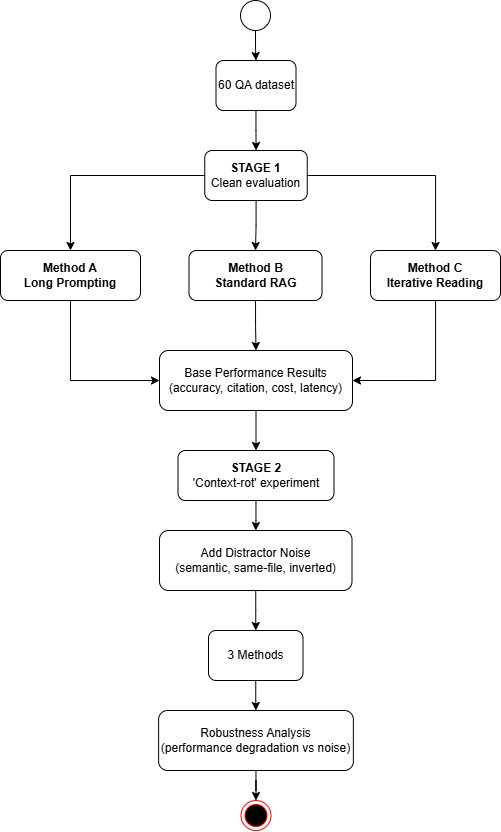 60 QA dataset
STAGE 1
Clean evaluation
Method A
Long Prompting
Method B
Standard RAG
Method C
Iterative Reading
Base Performance Results
(accuracy, citation, cost, latency)
STAGE 2
'Context-rot' experiment
Add Distractor Noise
(semantic, same-file, inverted)
3 Methods
Robustness Analysis
(performance degradation vs noise)